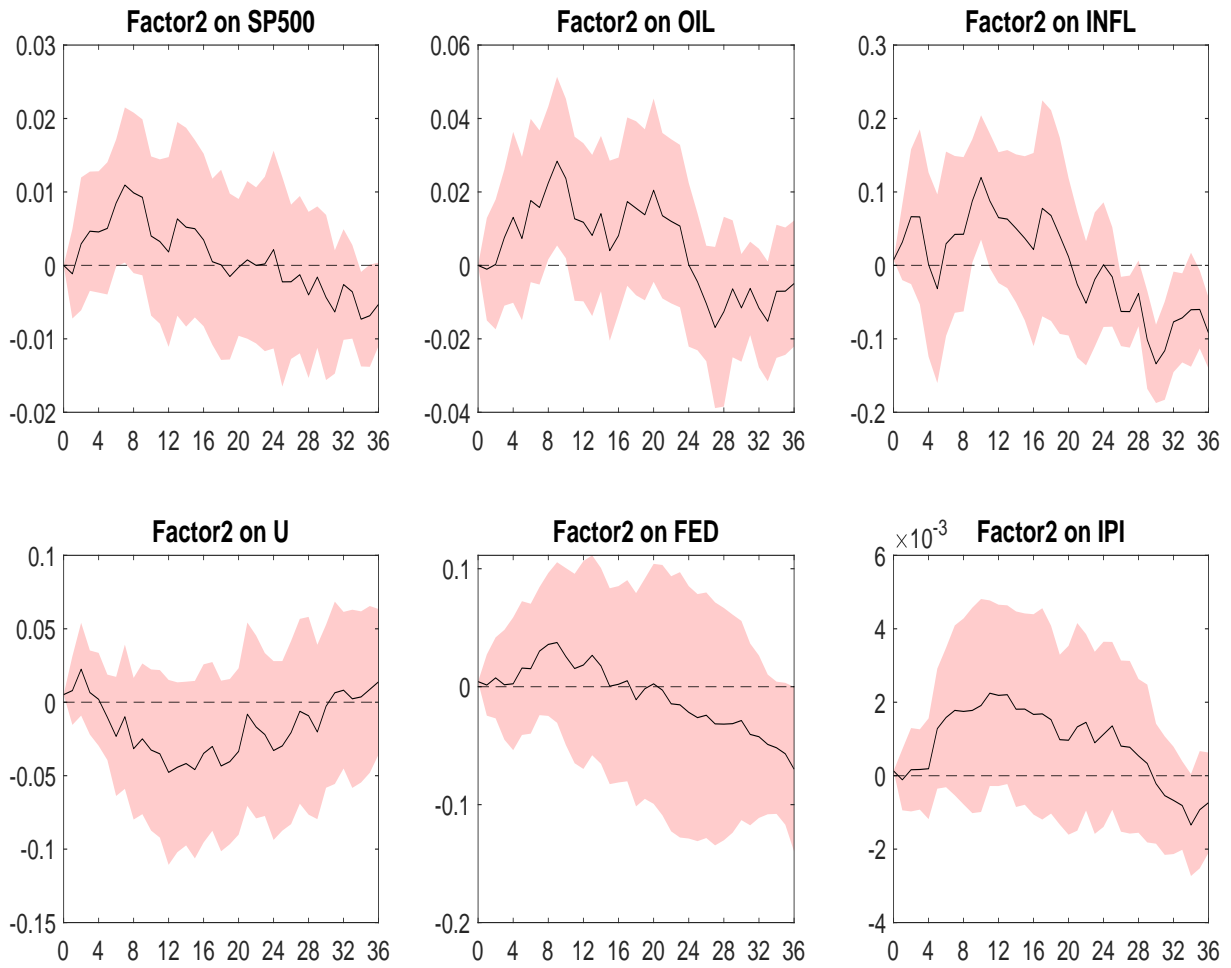 Factor2 on SP500
0.03
0.02
0.01
0
-0.01
-0.02
0 4 8 12 16 20 24 28 32 36
Factor2 on OIL
0.06
0.04
0.02
0
-0.02
-0.04
0 4 8 12 16 20 24 28 32 36
Factor2 on INFL
0.3
0.2
0.1
0
-0.1
-0.2
0 4 8 12 16 20 24 28 32 36
Factor2 on U
0.1
0.05
0
-0.05
-0.1
-0.15
0 4 8 12 16 20 24 28 32 36
Factor2 on FED
0.1
0
-0.1
-0.2
0 4 8 12 16 20 24 28 32 36
Factor2 on IPI
×10⁻³
6
4
2
0
-2
-4
0 4 8 12 16 20 24 28 32 36